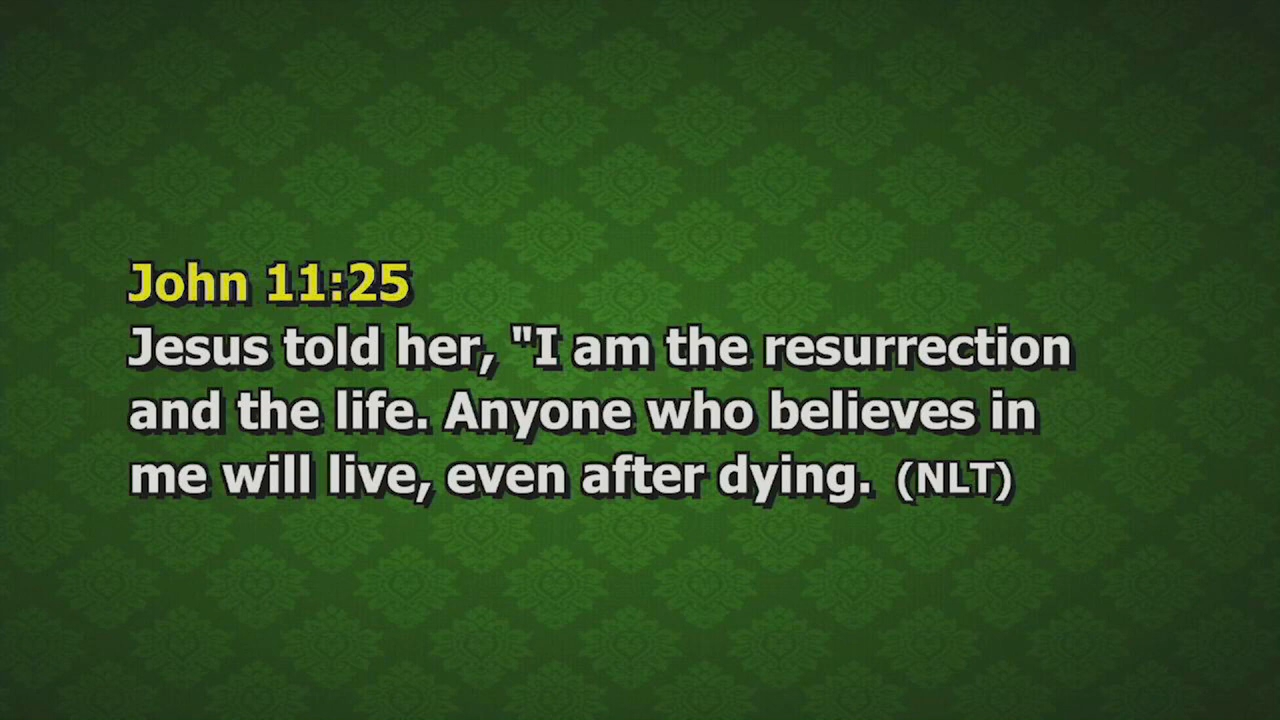 John 11:25
Jesus told her, "I am the resurrection
and the life. Anyone who believes in
me will live, even after dying. (NLT)